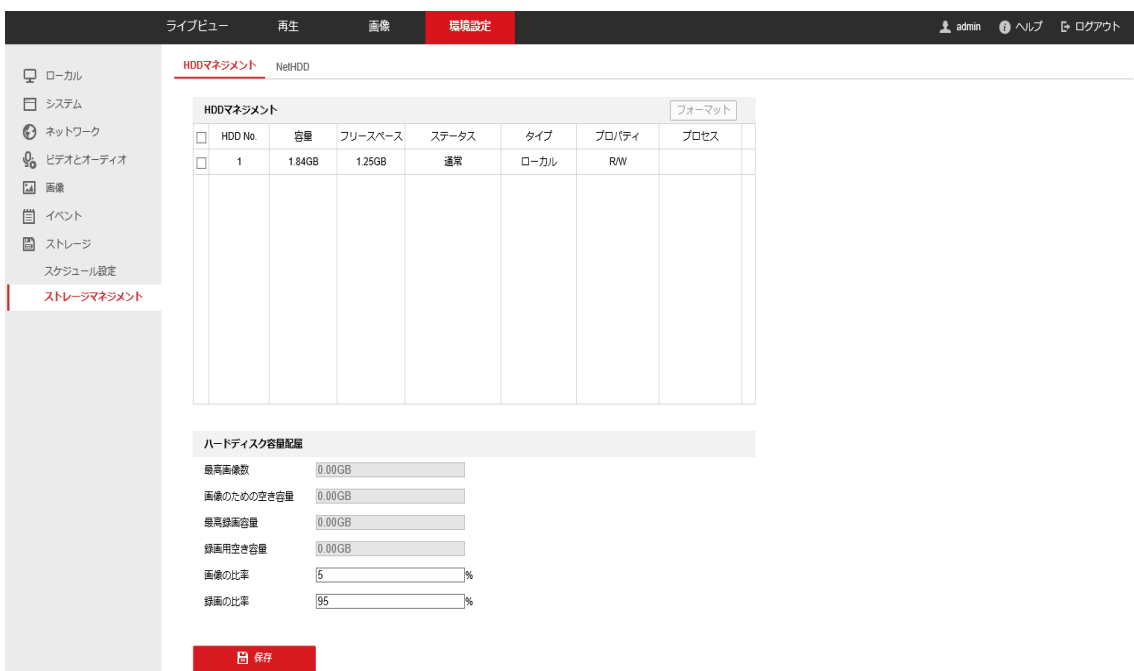 ライブビュー 再生 画像 環境設定 admin ヘルプ ログアウト
ローカル
システム
ネットワーク
ビデオとオーディオ
画像
イベント
ストレージ
スケジュール設定
ストレージマネジメント
HDDマネジメント NetHDD
HDDマネジメント フォーマット
HDD No. 容量 フリースペース ステータス タイプ プロパティ プロセス
1 1.84GB 1.25GB 通常 ローカル R/W
ハードディスク容量配属
最高画像数 0.00GB
画像のための空き容量 0.00GB
最高録画容量 0.00GB
録画用空き容量 0.00GB
画像の比率 5 %
録画の比率 95 %
保存